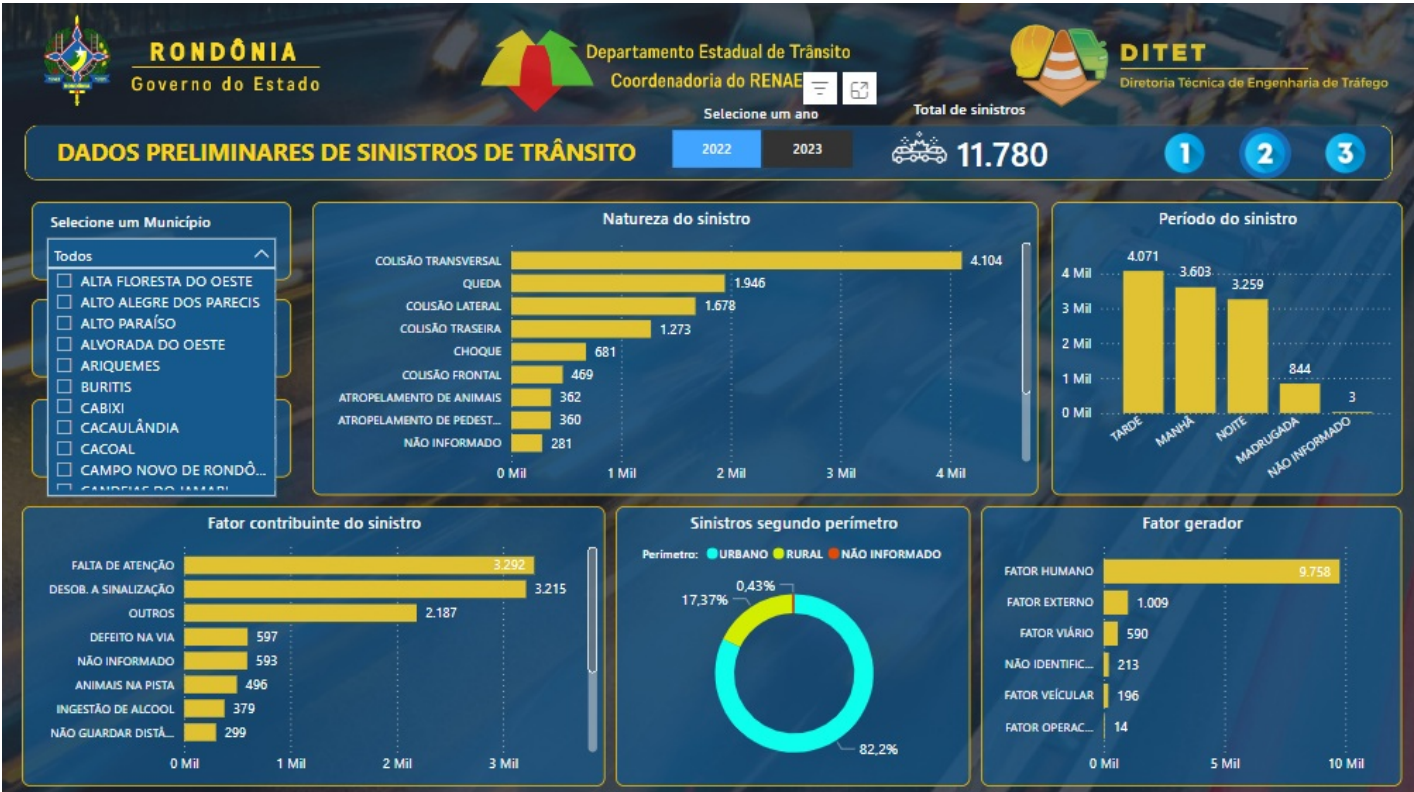 RONDÔNIA
Governo do Estado
Departamento Estadual de Trânsito
Coordenadoria do RENAE
DITET
Diretoria Técnica de Engenharia de Tráfego
Selecione um ano
Total de sinistros
DADOS PRELIMINARES DE SINISTROS DE TRÂNSITO
2022
2023
11.780
1
2
3
Selecione um Município
Todos
ALTA FLORESTA DO OESTE
ALTO ALEGRE DOS PARECIS
ALTO PARAÍSO
ALVORADA DO OESTE
ARIQUEMES
BURITIS
CABIXI
CACAULÂNDIA
CACOAL
CAMPO NOVO DE RONDÔ...
CANDEIAS DO JAMARI
Natureza do sinistro
COLISÃO TRANSVERSAL 4.104
QUEDA 1.946
COLISÃO LATERAL 1.678
COLISÃO TRASEIRA 1.273
CHOQUE 681
COLISÃO FRONTAL 469
ATROPELAMENTO DE ANIMAIS 362
ATROPELAMENTO DE PEDEST... 360
NÃO INFORMADO 281
0 Mil 1 Mil 2 Mil 3 Mil 4 Mil
Período do sinistro
4 Mil
3 Mil
2 Mil
1 Mil
0 Mil
4.071 3.603 3.259 844 3
TARDE MANHÃ NOITE MADRUGADA NÃO INFORMADO
Fator contribuinte do sinistro
FALTA DE ATENÇÃO 3.292
DESOB. A SINALIZAÇÃO 3.215
OUTROS 2.187
DEFEITO NA VIA 597
NÃO INFORMADO 593
ANIMAIS NA PISTA 496
INGESTÃO DE ALCOOL 379
NÃO GUARDAR DISTÂ... 299
0 Mil 1 Mil 2 Mil 3 Mil
Sinistros segundo perímetro
Perímetro: URBANO RURAL NÃO INFORMADO
0,43%
17,37%
82,2%
Fator gerador
FATOR HUMANO 9.758
FATOR EXTERNO 1.009
FATOR VIÁRIO 590
NÃO IDENTIFIC... 213
FATOR VEÍCULAR 196
FATOR OPERAC... 14
0 Mil 5 Mil 10 Mil